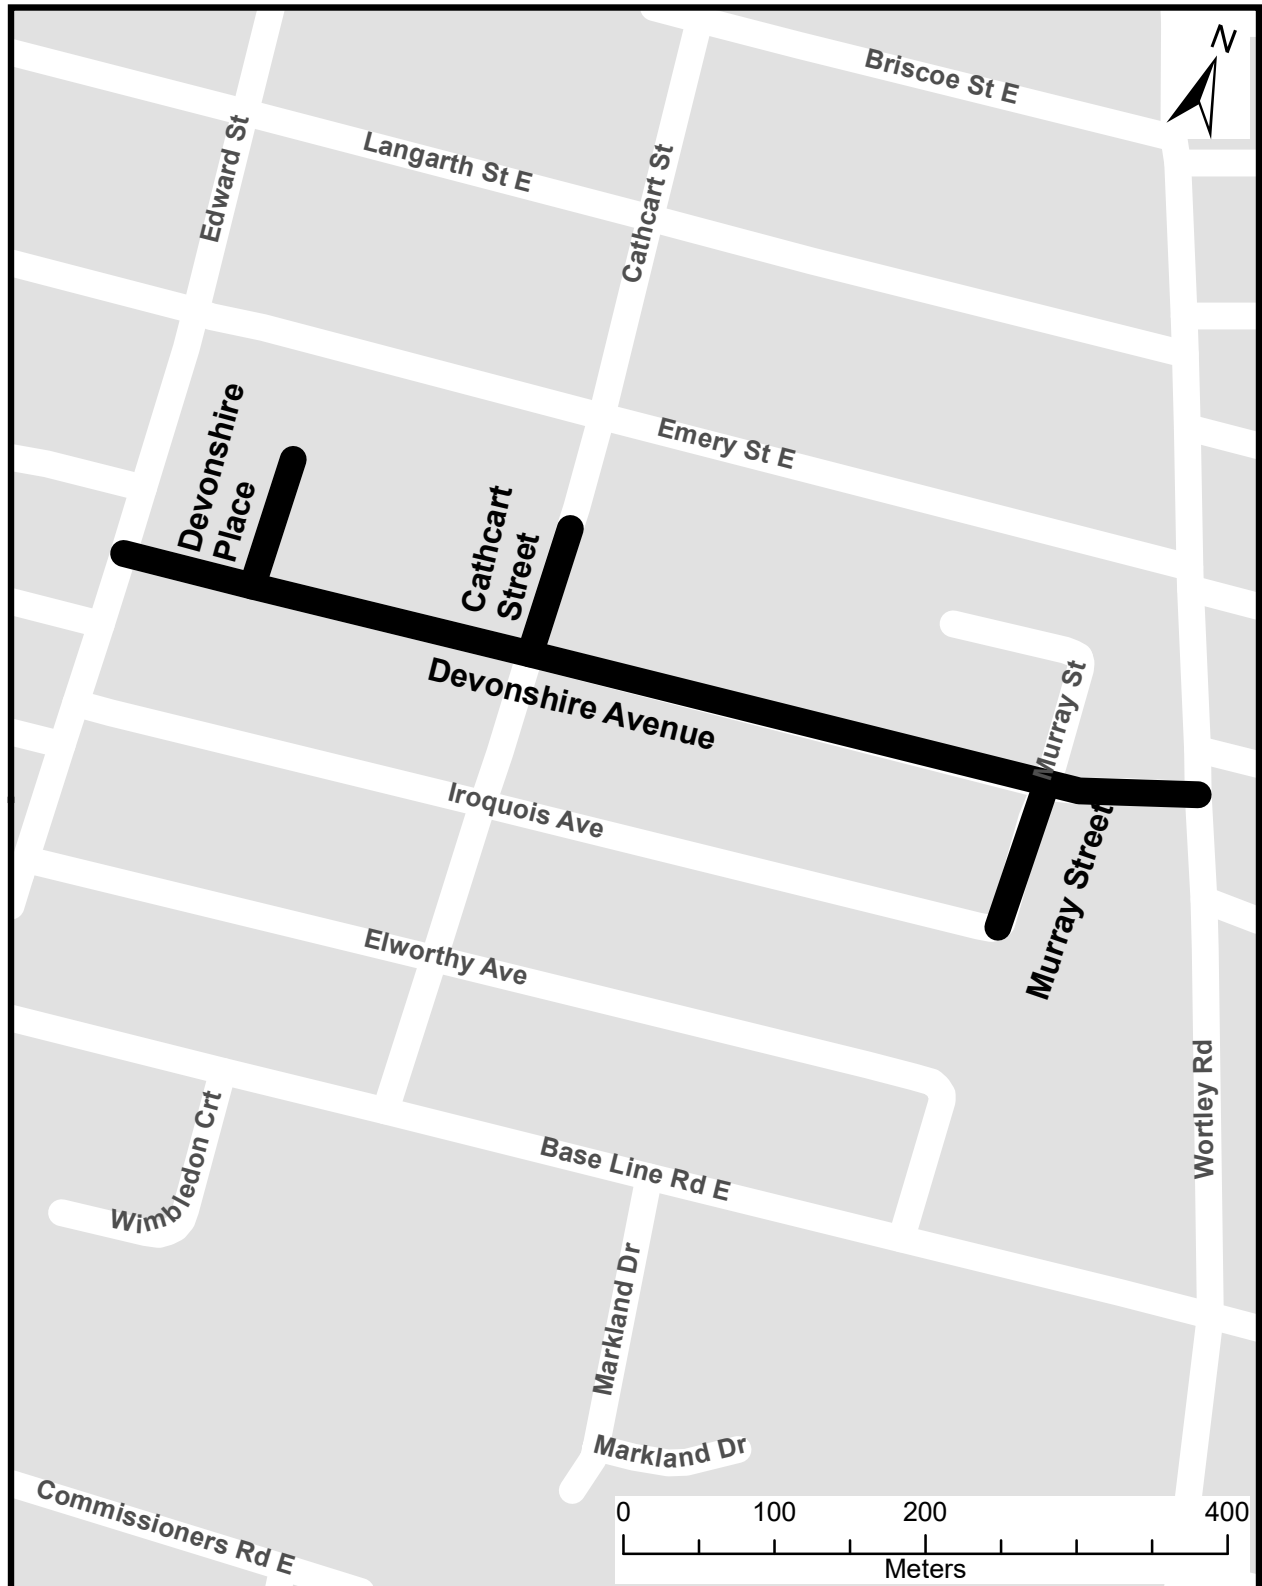 N
Briscoe St E
Edward St
Langarth St E
Cathcart St
Devonshire
Place
Cathcart
Street
Emery St E
Murray St
Devonshire Avenue
Iroquois Ave
Murray Street
Elworthy Ave
Wortley Rd
Wimbledon Crt
Base Line Rd E
Markland Dr
Markland Dr
Commissioners Rd E
0 100 200 400
Meters